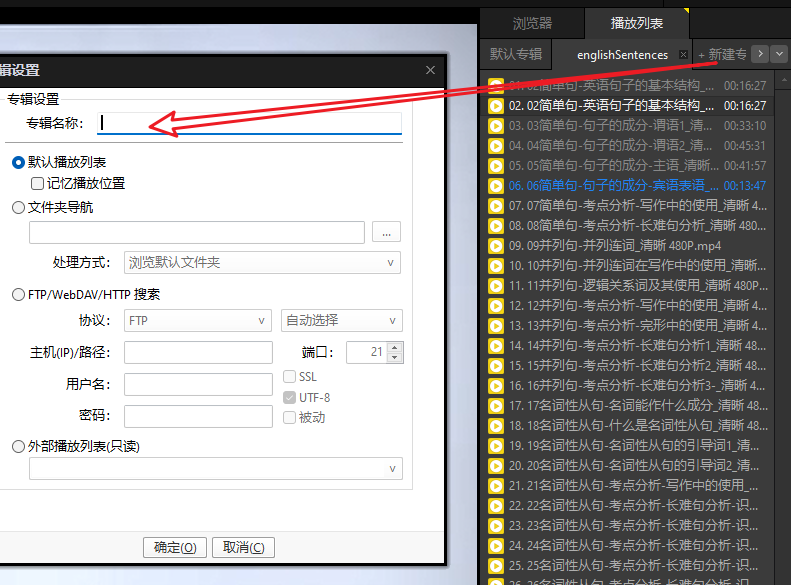 浏览器
播放列表
默认专辑
englishSentences
+ 新建专
辑设置
专辑设置
专辑名称:
默认播放列表
记忆播放位置
文件夹导航
...
处理方式:
浏览默认文件夹
FTP/WebDAV/HTTP 搜索
协议:
FTP
自动选择
主机(IP)/路径:
端口:
21
用户名:
SSL
UTF-8
密码:
被动
外部播放列表(只读)
确定(O)
取消(C)
01. 02简单句-英语句子的基本结构_... 00:16:27
02. 02简单句-英语句子的基本结构_... 00:16:27
03. 03简单句-句子的成分-谓语1_清... 00:33:10
04. 04简单句-句子的成分-谓语2_清... 00:45:31
05. 05简单句-句子的成分-主语_清晰... 00:41:57
06. 06简单句-句子的成分-宾语表语_... 00:13:47
07. 07简单句-考点分析-写作中的使用_清晰 4...
08. 08简单句-考点分析-长难句分析_清晰 480...
09. 09并列句-并列连词_清晰 480P.mp4
10. 10并列句-并列连词在写作中的使用_清晰...
11. 11并列句-逻辑关系词及其使用_清晰 480P...
12. 12并列句-考点分析-写作中的使用_清晰 4...
13. 13并列句-考点分析-完形中的使用_清晰 4...
14. 14并列句-考点分析-长难句分析1_清晰 48...
15. 15并列句-考点分析-长难句分析2_清晰 48...
16. 16并列句-考点分析-长难句分析3-_清晰 4...
17. 17名词性从句-名词能作什么成分_清晰 48...
18. 18名词性从句-什么是名词性从句_清晰 48...
19. 19名词性从句-名词性从句的引导词1_清...
20. 20名词性从句-名词性从句的引导词2_清...
21. 21名词性从句-考点分析-写作中的使用_...
22. 22名词性从句-考点分析-长难句分析-识...
23. 23名词性从句-考点分析-长难句分析-识...
24. 24名词性从句-考点分析-长难句分析-识...
25. 25名词性从句-考点分析-长难句分析-识...